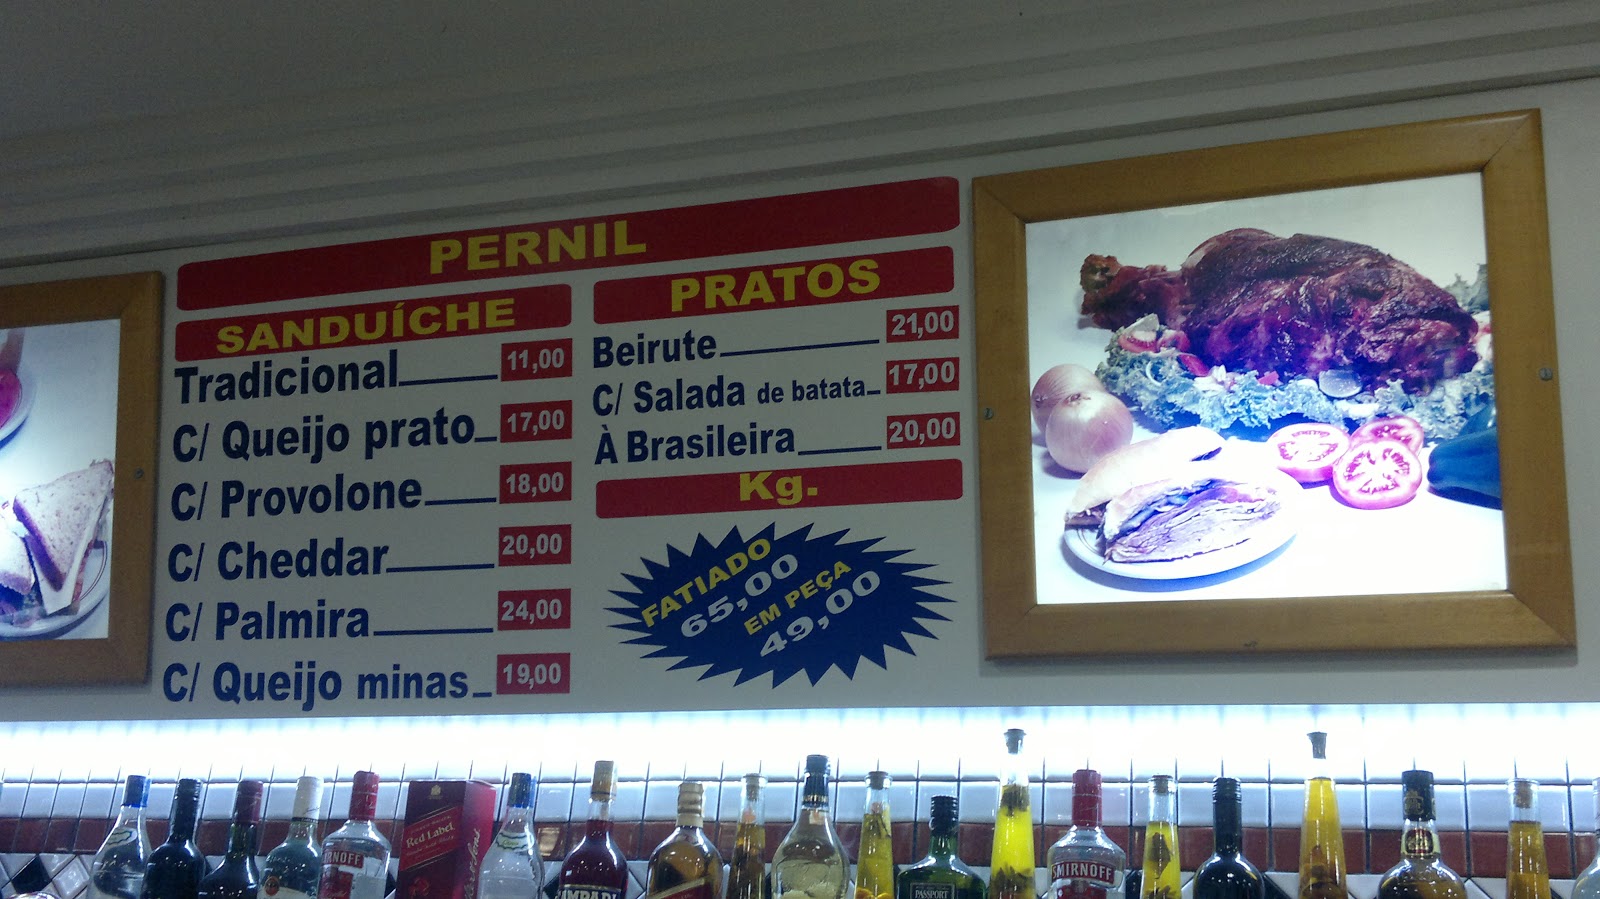 PERNIL
SANDUÍCHE
Tradicional 11,00
C/ Queijo prato 17,00
C/ Provolone 18,00
C/ Cheddar 20,00
C/ Palmira 24,00
C/ Queijo minas 19,00
PRATOS
Beirute 21,00
C/ Salada de batata 17,00
À Brasileira 20,00
Kg.
FATIADO
65,00
EM PEÇA
49,00
Red Label
SMIRNOFF
PASSPORT